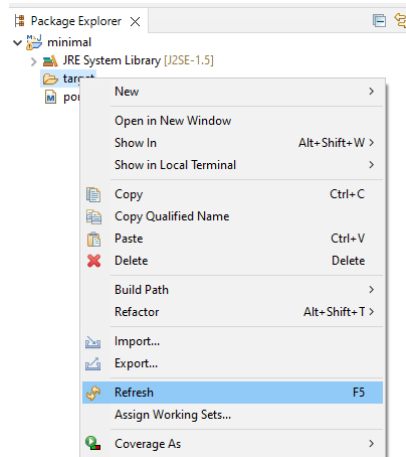 Package Explorer
minimal
JRE System Library [J2SE-1.5]
target
New
Open in New Window
Show In Alt+Shift+W >
Show in Local Terminal >
Copy Ctrl+C
Copy Qualified Name
Paste Ctrl+V
Delete Delete
Build Path >
Refactor Alt+Shift+T >
Import...
Export...
Refresh F5
Assign Working Sets...
Coverage As >